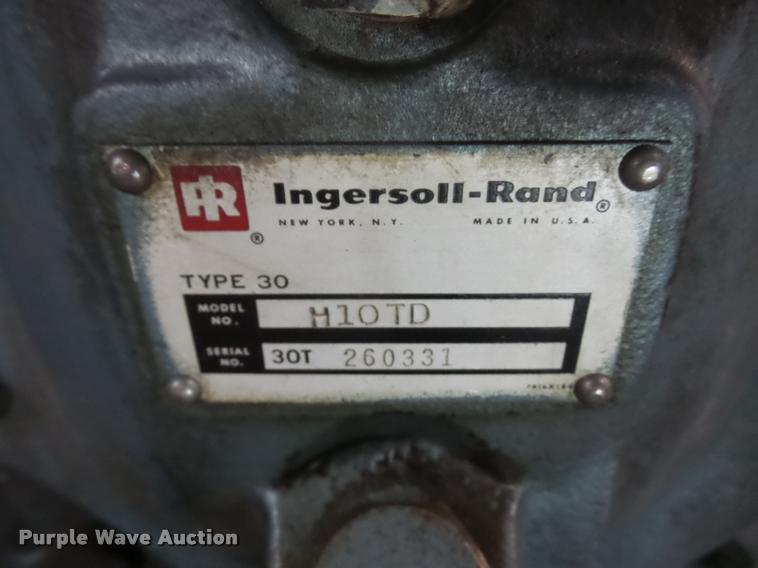 IR Ingersoll-Rand®
® NEW YORK, N.Y. MADE IN U.S.A.
TYPE 30
MODEL NO. H10TD
SERIAL NO. 30T 260331
Purple Wave Auction